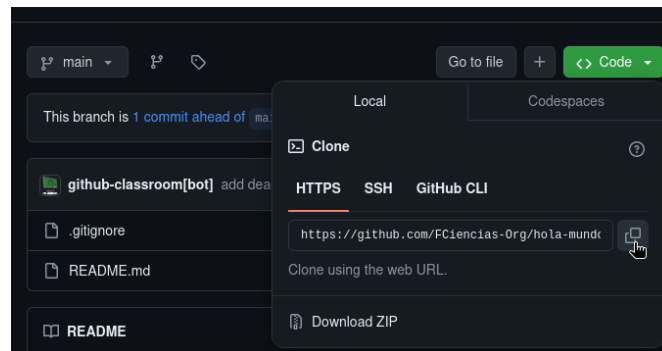 main
Go to file
+
<> Code
This branch is 1 commit ahead of
Local
Codespaces
Clone
?
github-classroom[bot] add
HTTPS
SSH
GitHub CLI
.gitignore
https://github.com/FCiencias-Org/hola-mundo
Clone using the web URL.
README.md
Download ZIP
README